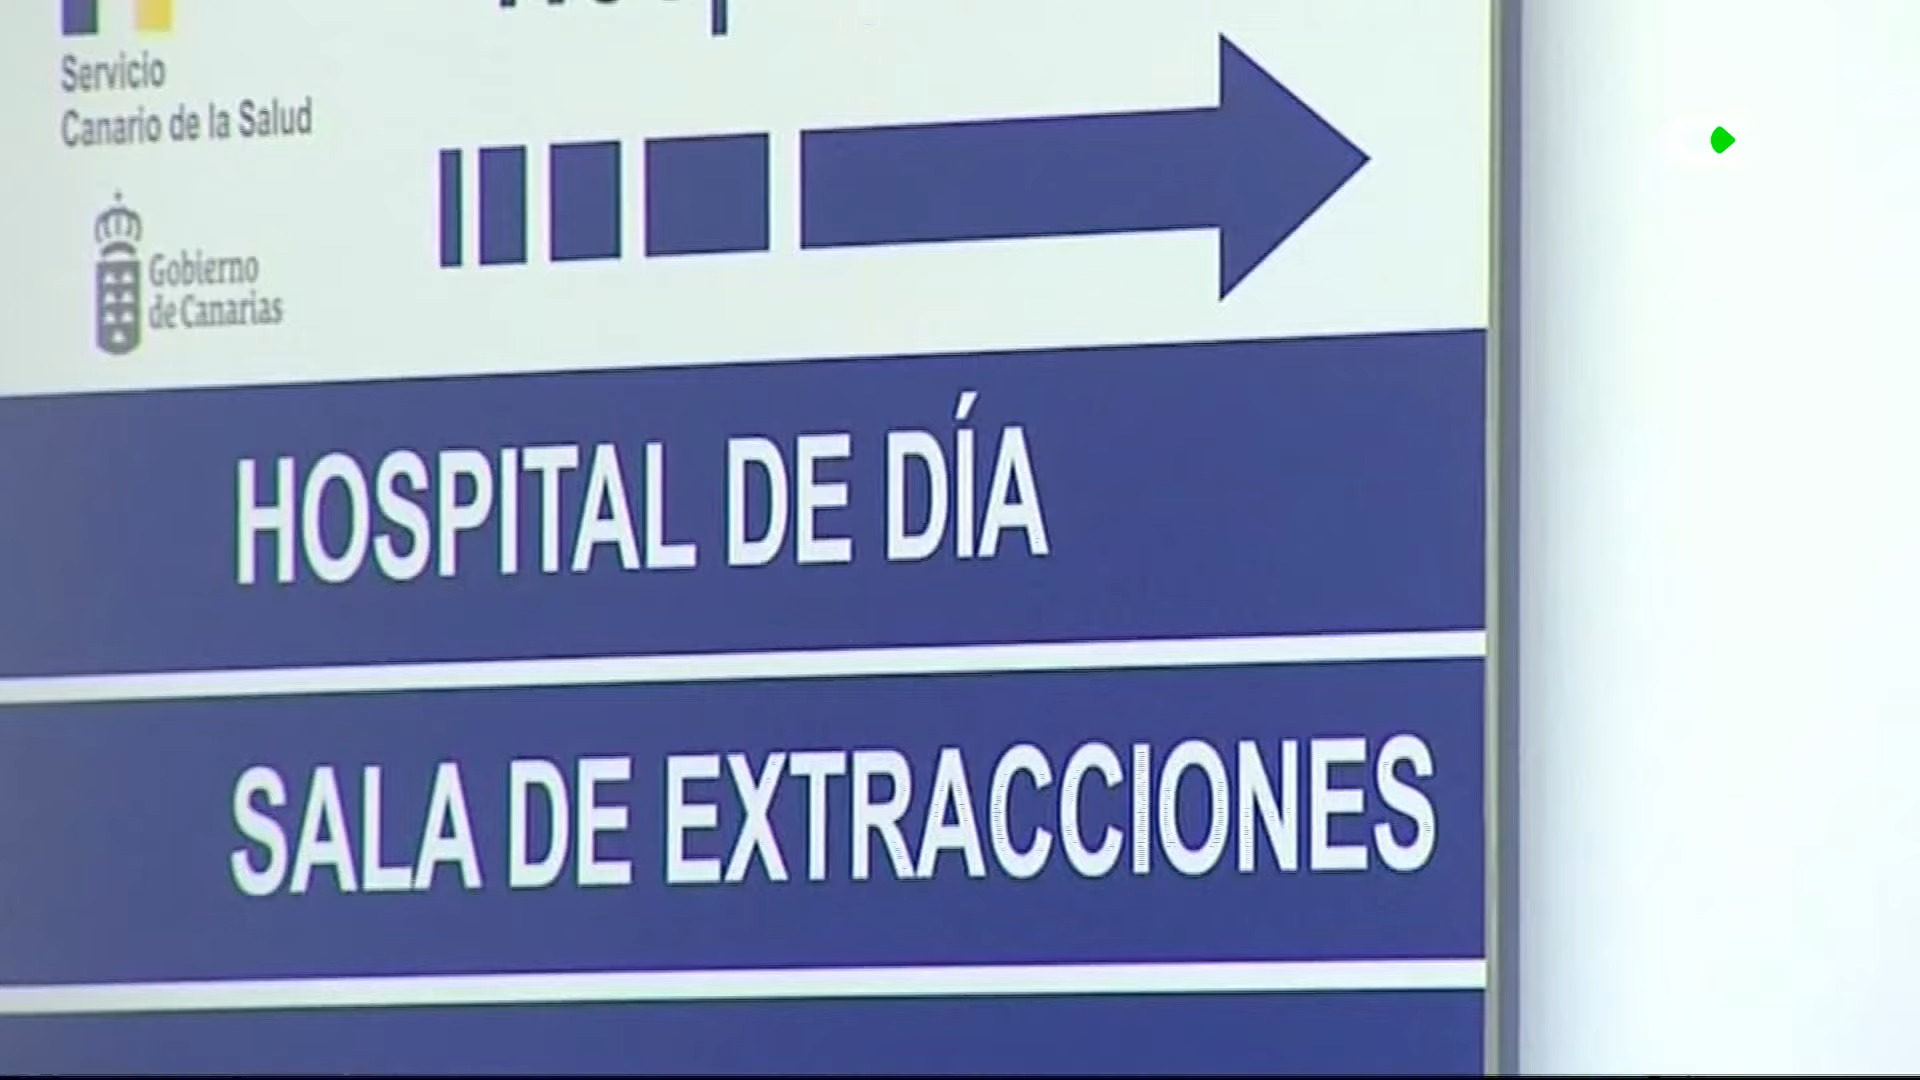 Servicio
Canario de la Salud
Gobierno
de Canarias
HOSPITAL DE DÍA
SALA DE EXTRACCIONES